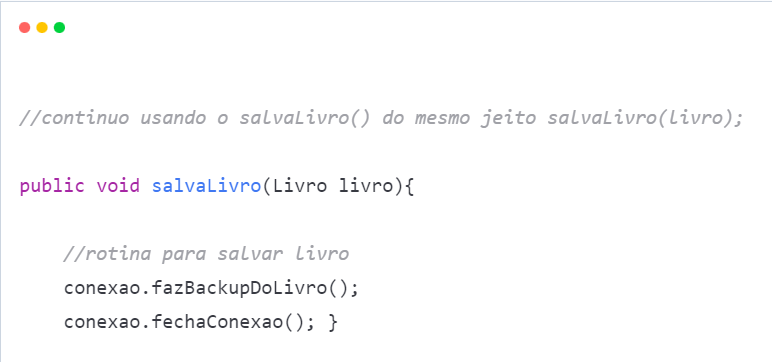 //continuo usando o salvaLivro() do mesmo jeito salvaLivro(livro);
public void salvaLivro(Livro livro){
//rotina para salvar livro
conexao.fazBackupDoLivro();
conexao.fechaConexao(); }